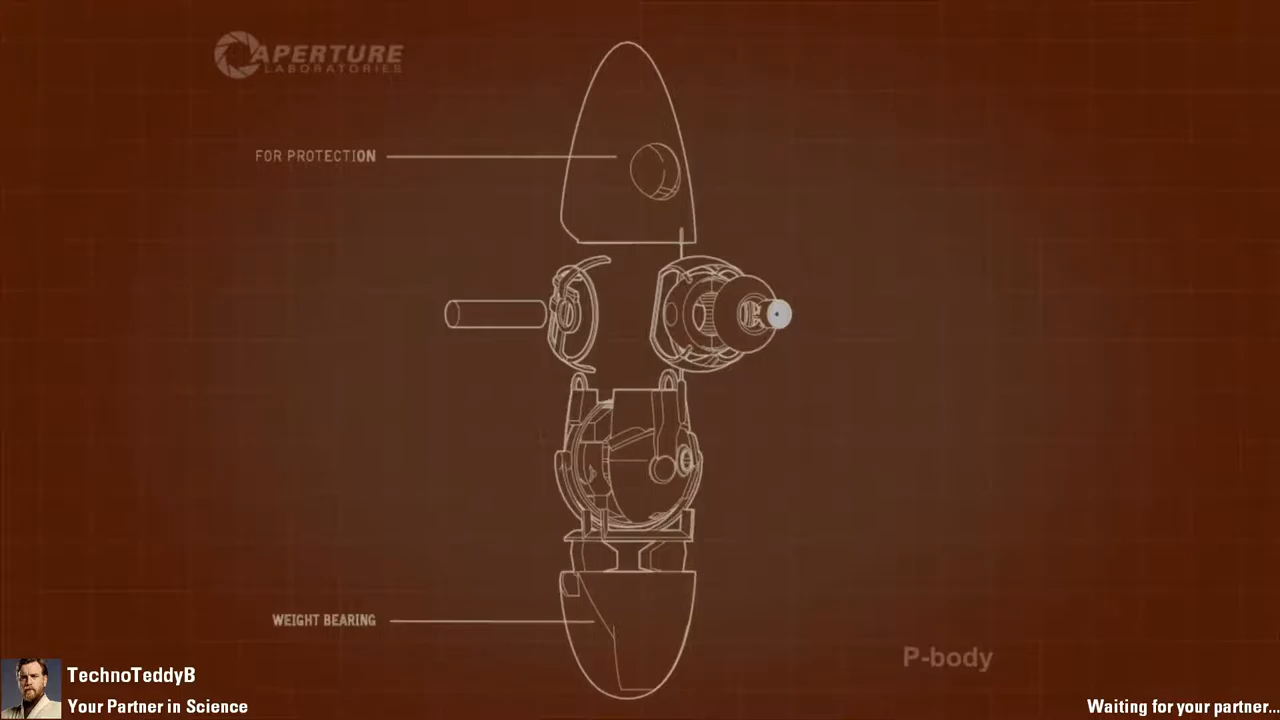 APERTURE
LABORATORIES
FOR PROTECTION
WEIGHT BEARING
P-body
TechnoTeddyB
Your Partner in Science
Waiting for your partner...